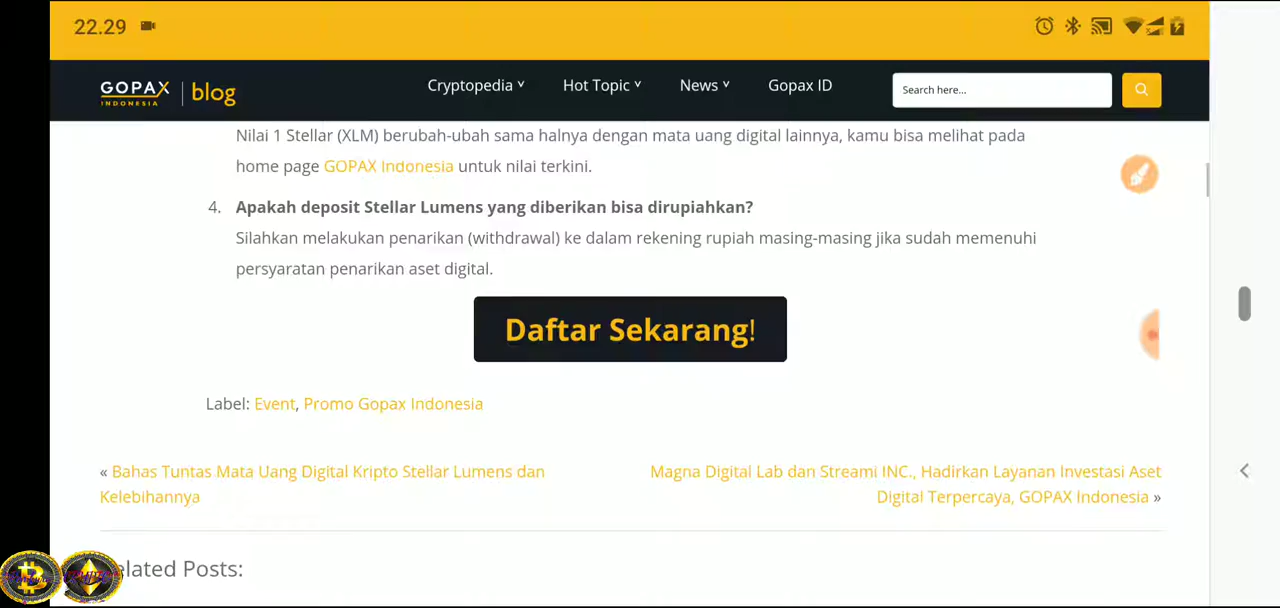 22.29
GOPAX INDONESIA | blog
Cryptopedia Hot Topic News Gopax ID Search here...
Nilai 1 Stellar (XLM) berubah-ubah sama halnya dengan mata uang digital lainnya, kamu bisa melihat pada
home page GOPAX Indonesia untuk nilai terkini.
4. Apakah deposit Stellar Lumens yang diberikan bisa dirupiahkan?
Silahkan melakukan penarikan (withdrawal) ke dalam rekening rupiah masing-masing jika sudah memenuhi
persyaratan penarikan aset digital.
Daftar Sekarang!
Label: Event, Promo Gopax Indonesia
« Bahas Tuntas Mata Uang Digital Kripto Stellar Lumens dan
Kelebihannya
Magna Digital Lab dan Streami INC., Hadirkan Layanan Investasi Aset
Digital Terpercaya, GOPAX Indonesia »
elated Posts: